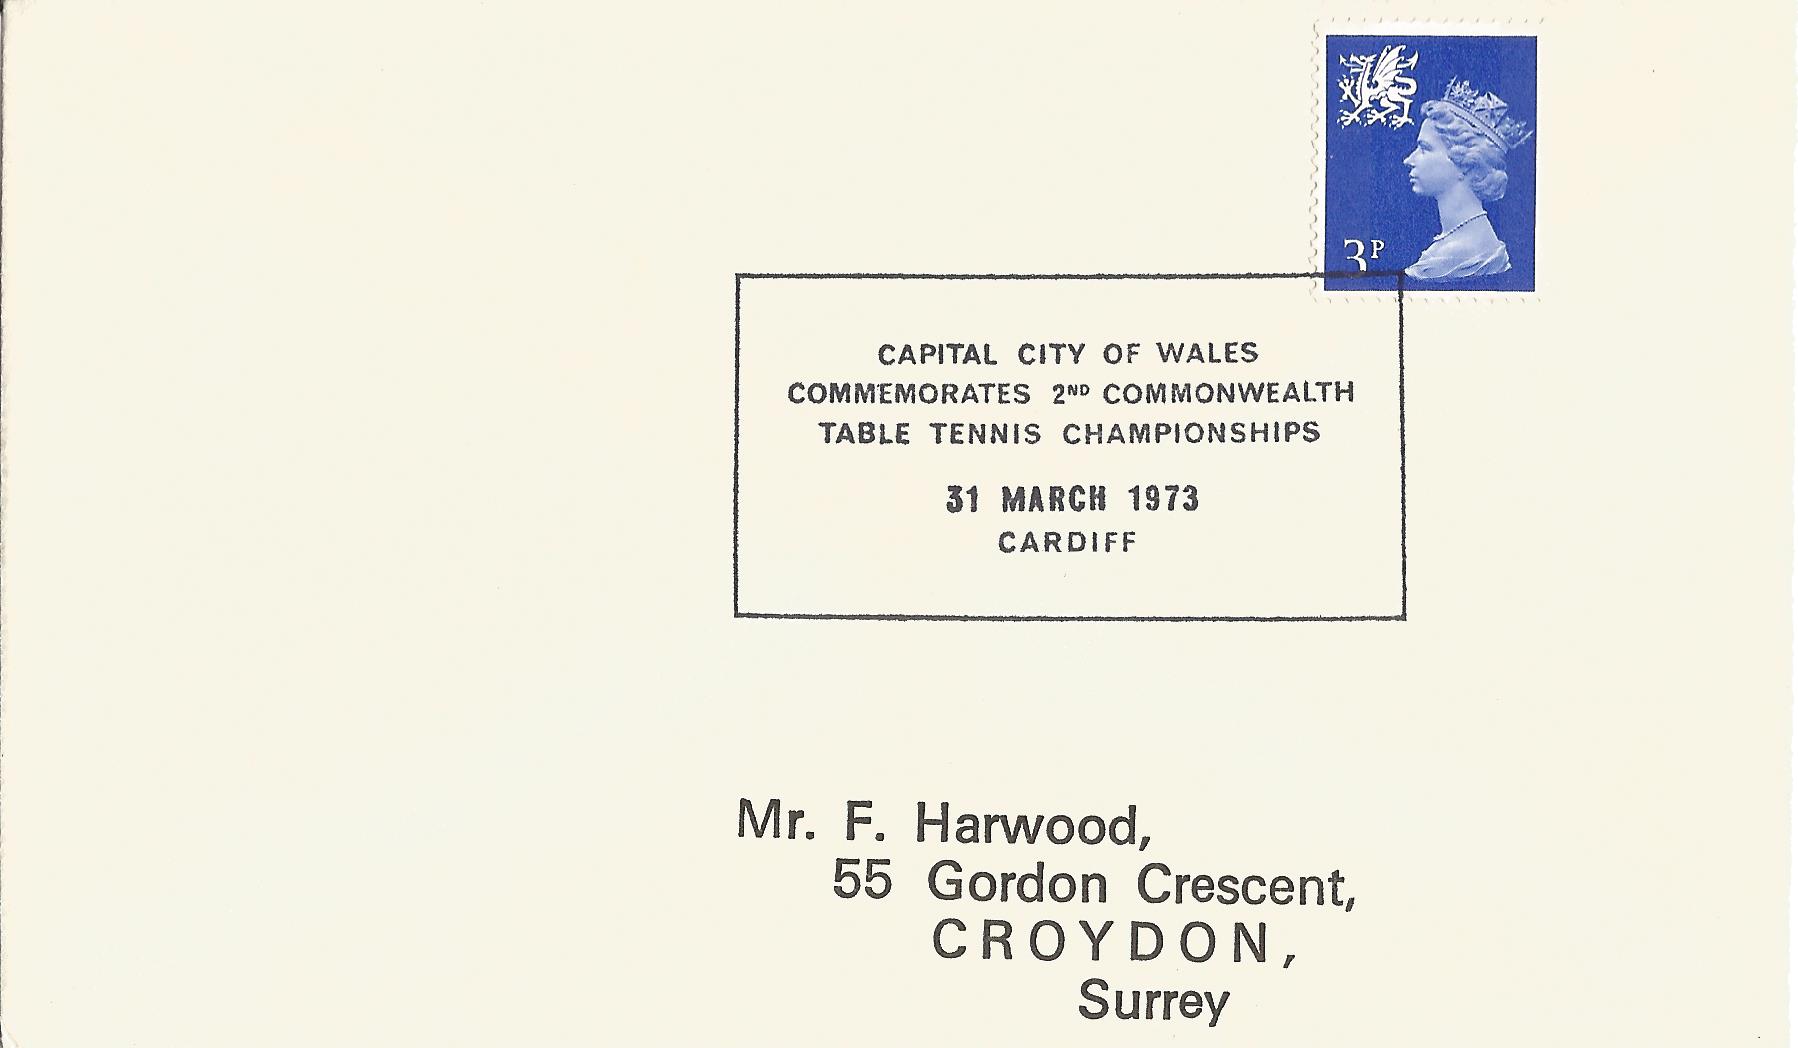 3P
CAPITAL CITY OF WALES
COMMEMORATES 2ND COMMONWEALTH
TABLE TENNIS CHAMPIONSHIPS
31 MARCH 1973
CARDIFF
Mr. F. Harwood,
55 Gordon Crescent,
CROYDON,
Surrey